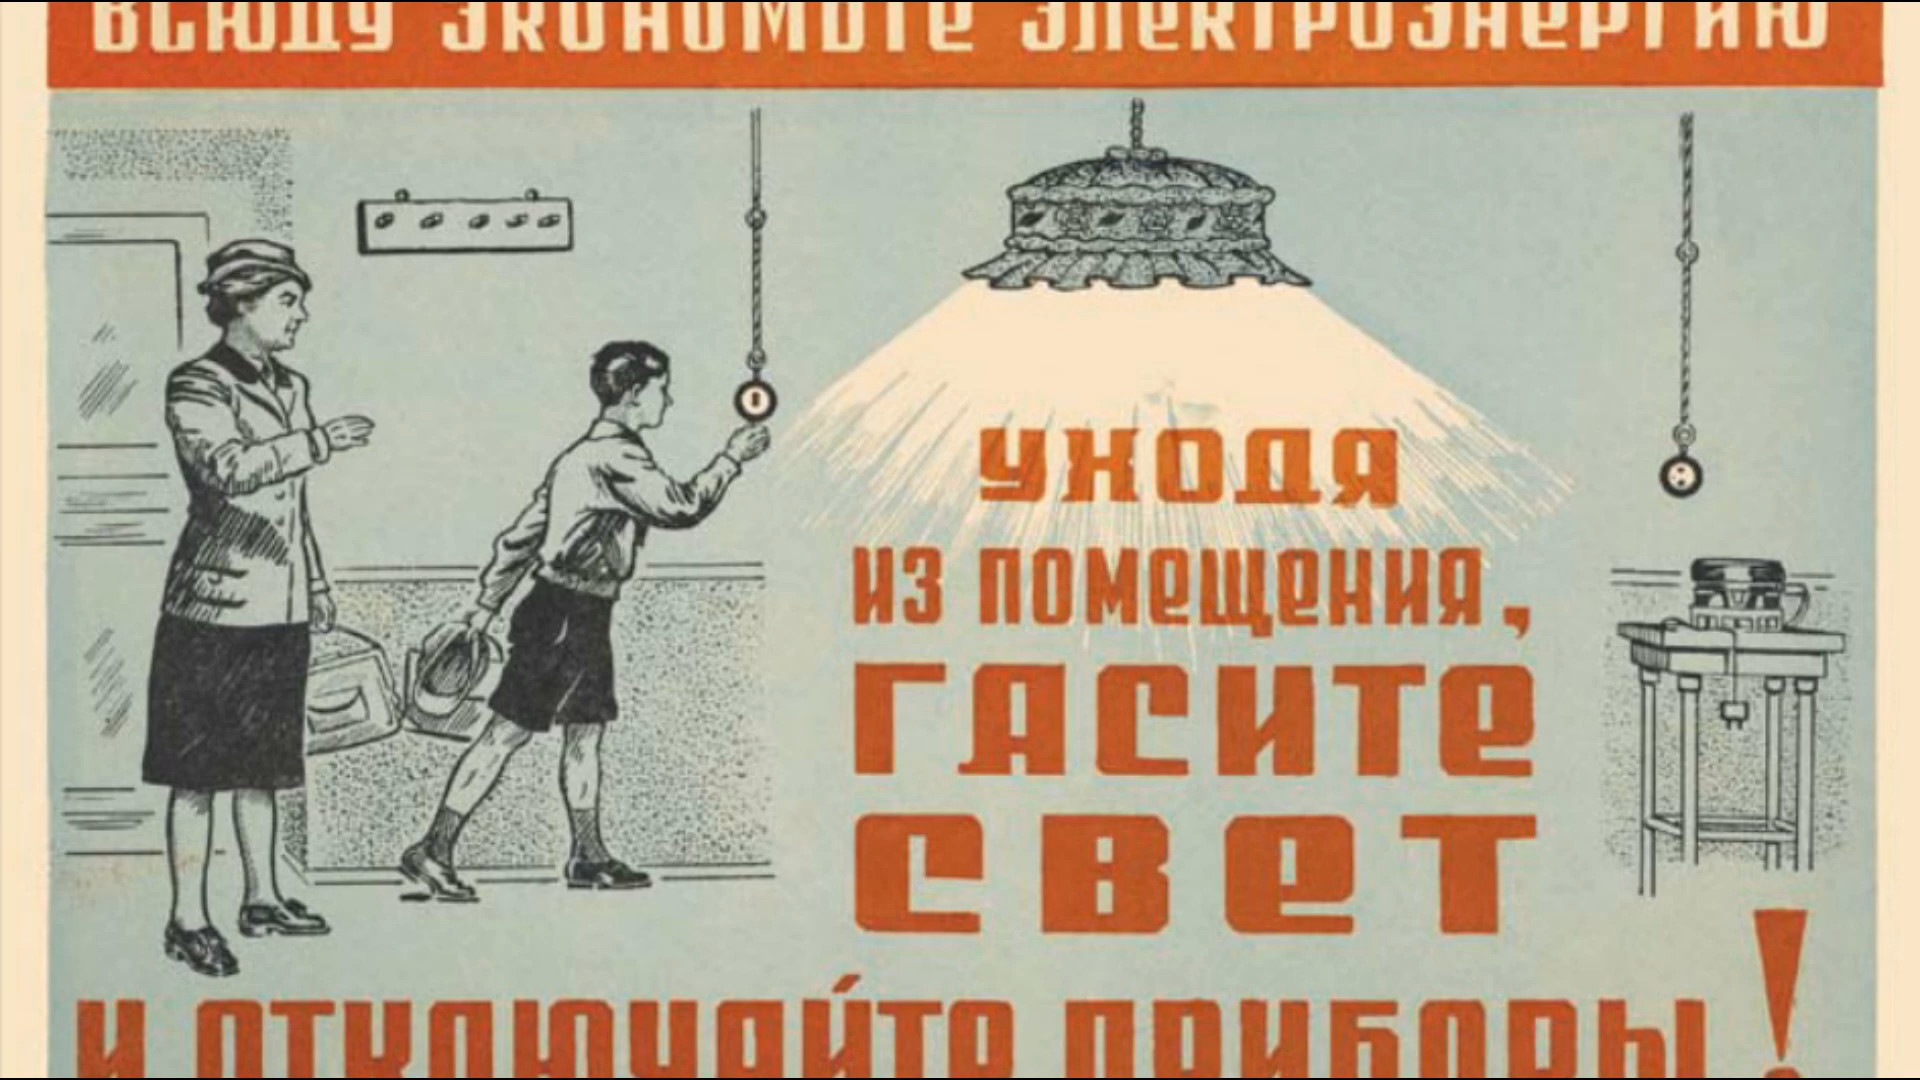 всюду экономьте электроэнергию
уходя
из помещения,
гасите
свет
и отключайте приборы!